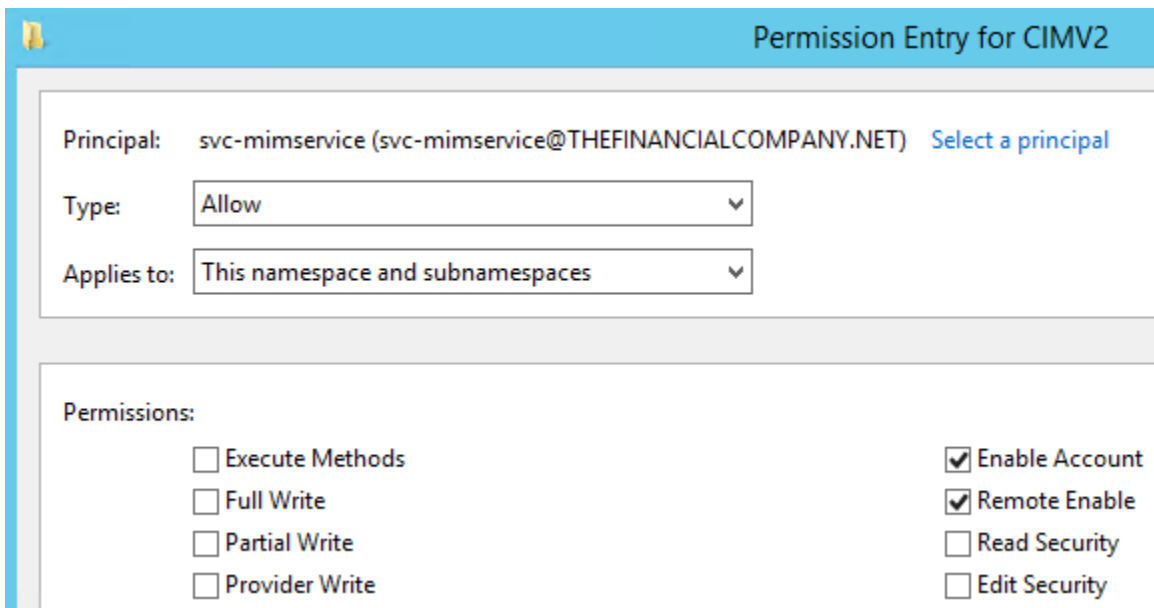 Permission Entry for CIMV2
Principal: svc-mimservice (svc-mimservice@THEFINANCIALCOMPANY.NET) Select a principal
Type: Allow
Applies to: This namespace and subnamespaces
Permissions:
Execute Methods Enable Account
Full Write Remote Enable
Partial Write Read Security
Provider Write Edit Security